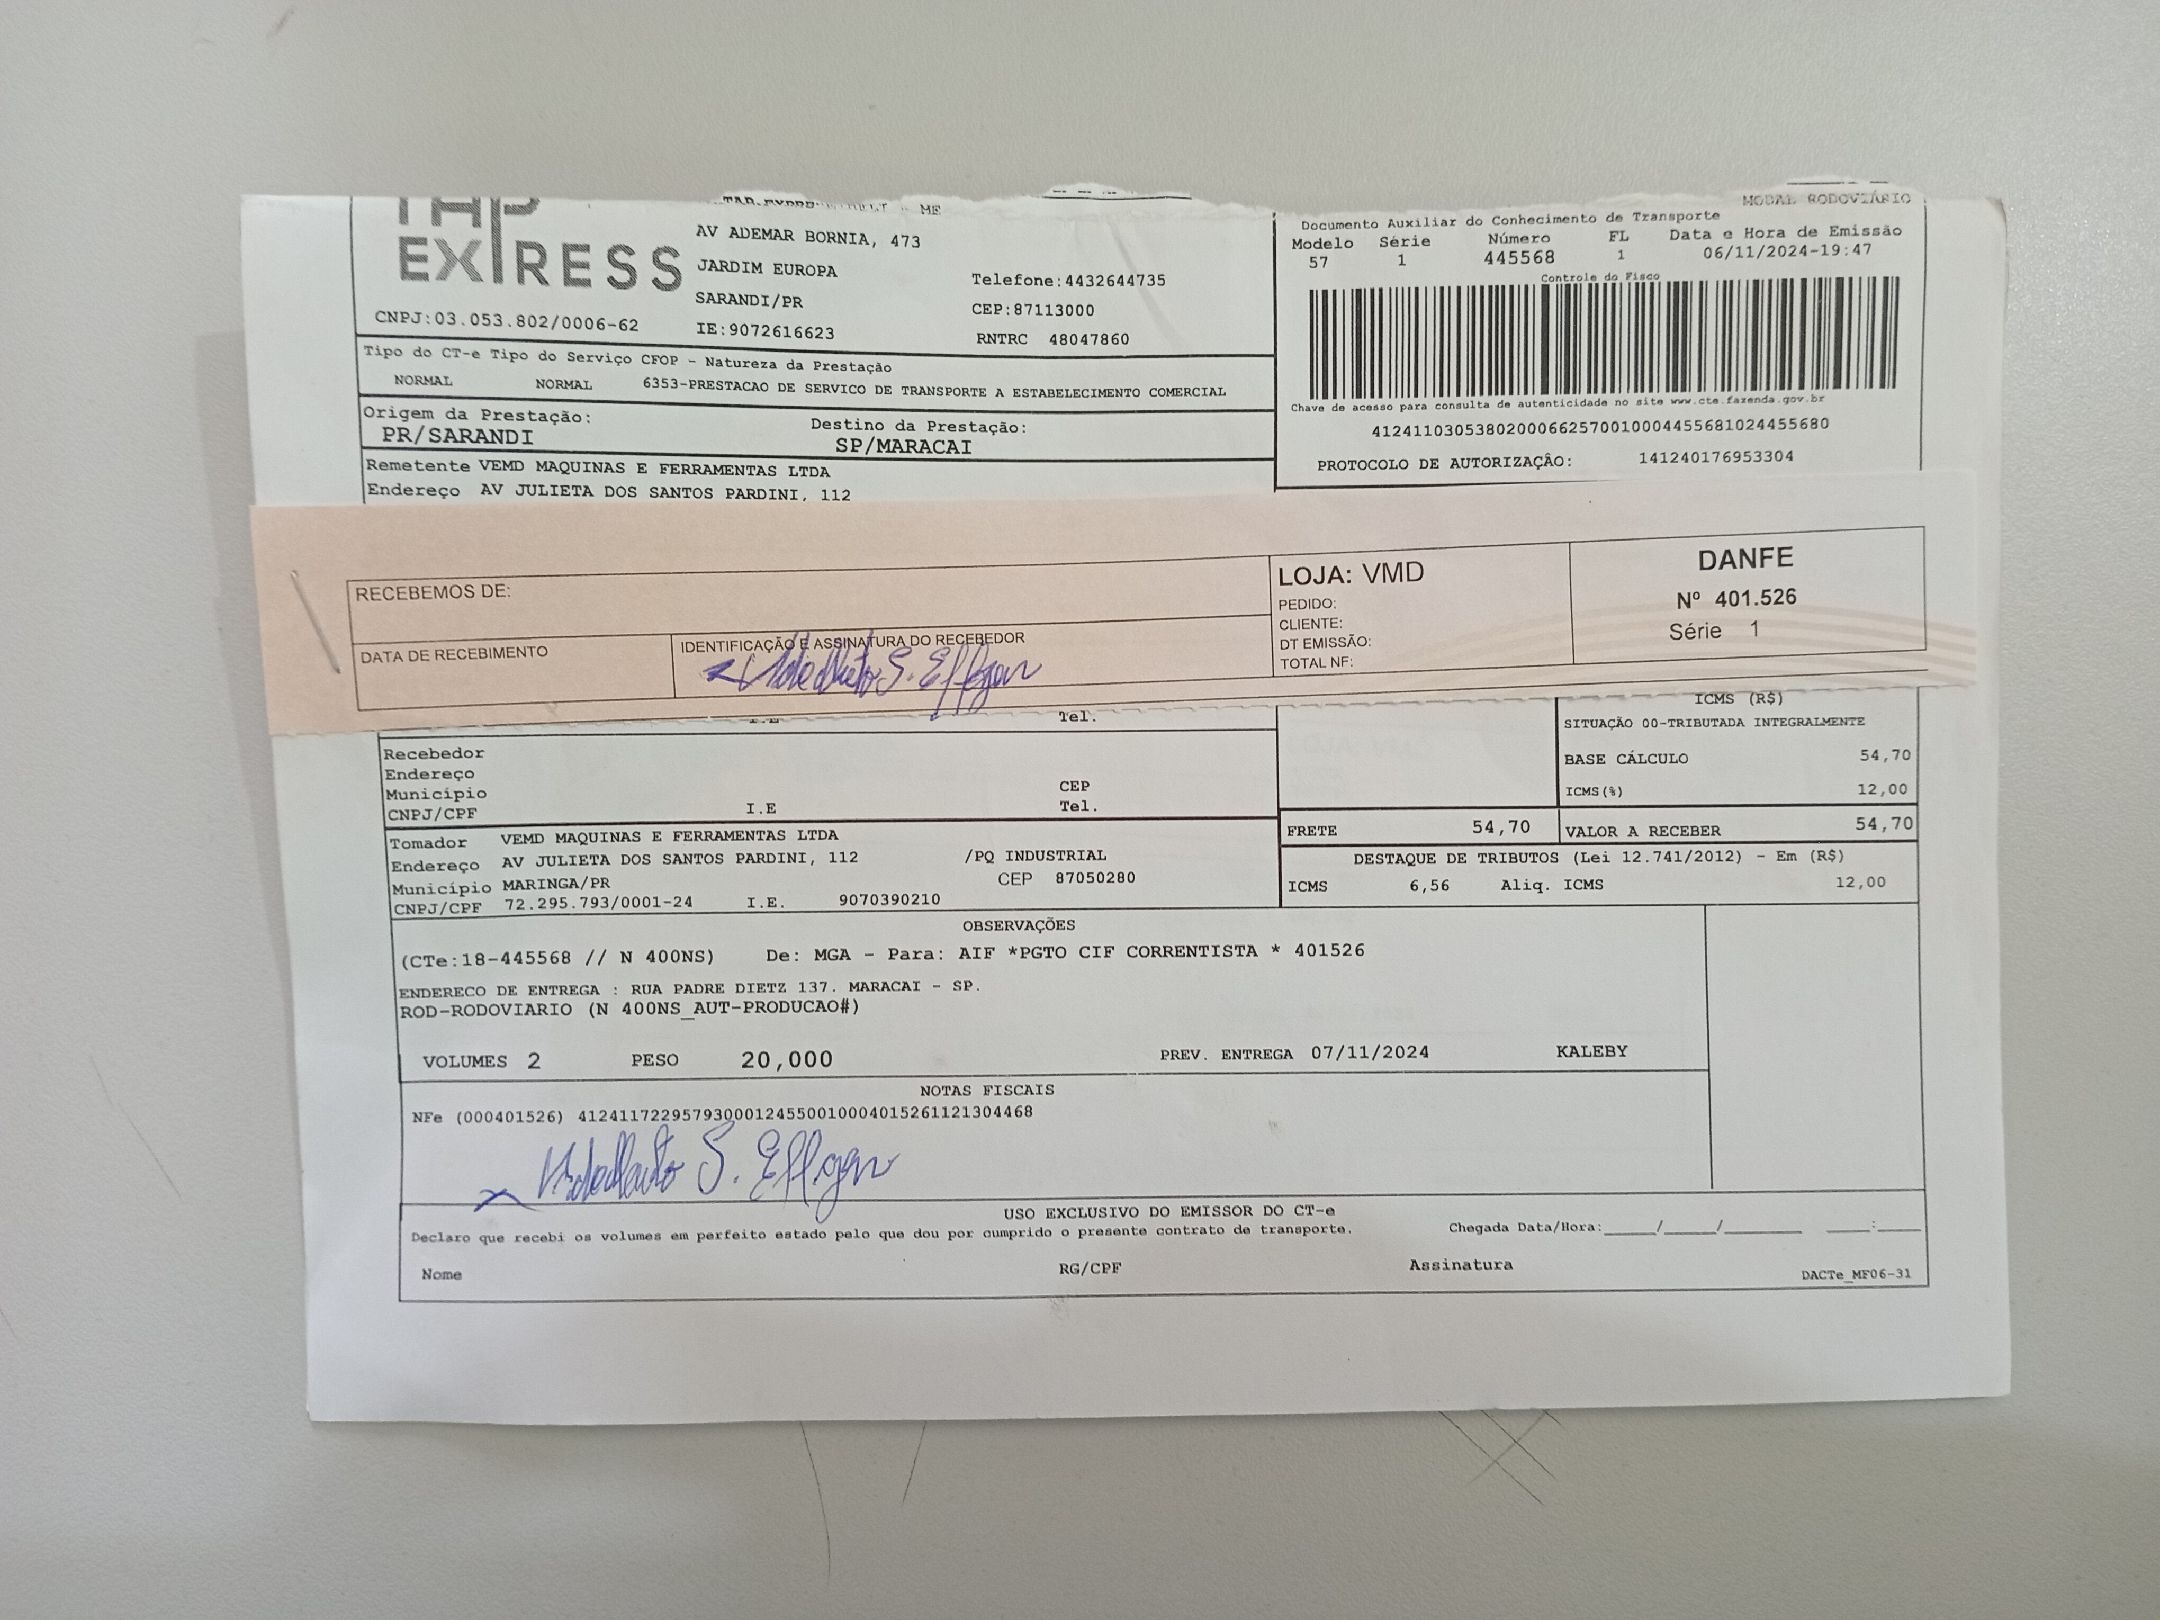 TAP
EXPRESS
ME
AV ADEMAR BORNIA, 473
JARDIM EUROPA
Telefone:4432644735
SARANDI/PR
CEP:87113000
CNPJ:03.053.802/0006-62
IE:9072616623
RNTRC 48047860
MODAL RODOVIÁRIO
Documento Auxiliar do Conhecimento de Transporte
Modelo Série Número FL Data e Hora de Emissão
57 1 445568 1 06/11/2024-19:47
Controle do Fisco
Chave de acesso para consulta de autenticidade no site www.cte.fazenda.gov.br
41241103053802000662570010004455681024455680
PROTOCOLO DE AUTORIZAÇÃO: 141240176953304
Tipo do CT-e Tipo do Serviço CFOP - Natureza da Prestação
NORMAL NORMAL 6353-PRESTACAO DE SERVICO DE TRANSPORTE A ESTABELECIMENTO COMERCIAL
Origem da Prestação: Destino da Prestação:
PR/SARANDI SP/MARACAI
Remetente VEMD MAQUINAS E FERRAMENTAS LTDA
Endereço AV JULIETA DOS SANTOS PARDINI, 112
RECEBEMOS DE:
DATA DE RECEBIMENTO
IDENTIFICAÇÃO E ASSINATURA DO RECEBEDOR
S. Effgen
LOJA: VMD
PEDIDO:
CLIENTE:
DT EMISSÃO:
TOTAL NF:
DANFE
Nº 401.526
Série 1
Tel.
Recebedor
Endereço
Município CEP
CNPJ/CPF I.E Tel.
ICMS (R$)
SITUAÇÃO 00-TRIBUTADA INTEGRALMENTE
BASE CÁLCULO 54,70
ICMS(%) 12,00
FRETE 54,70 VALOR A RECEBER 54,70
DESTAQUE DE TRIBUTOS (Lei 12.741/2012) - Em (R$)
ICMS 6,56 Aliq. ICMS 12,00
Tomador VEMD MAQUINAS E FERRAMENTAS LTDA
Endereço AV JULIETA DOS SANTOS PARDINI, 112 /PQ INDUSTRIAL
Município MARINGA/PR CEP 87050280
CNPJ/CPF 72.295.793/0001-24 I.E. 9070390210
OBSERVAÇÕES
(CTe:18-445568 // N 400NS) De: MGA - Para: AIF *PGTO CIF CORRENTISTA * 401526
ENDERECO DE ENTREGA : RUA PADRE DIETZ 137. MARACAI - SP.
ROD-RODOVIARIO (N 400NS_AUT-PRODUCAO#)
VOLUMES 2 PESO 20,000 PREV. ENTREGA 07/11/2024 KALEBY
NOTAS FISCAIS
NFe (000401526) 41241172295793000124550010004015261121304468
S. Effgen
USO EXCLUSIVO DO EMISSOR DO CT-e
Declaro que recebi os volumes em perfeito estado pelo que dou por cumprido o presente contrato de transporte. Chegada Data/Hora:____/____/______ ___:____
Nome RG/CPF Assinatura DACTe_MF06-31